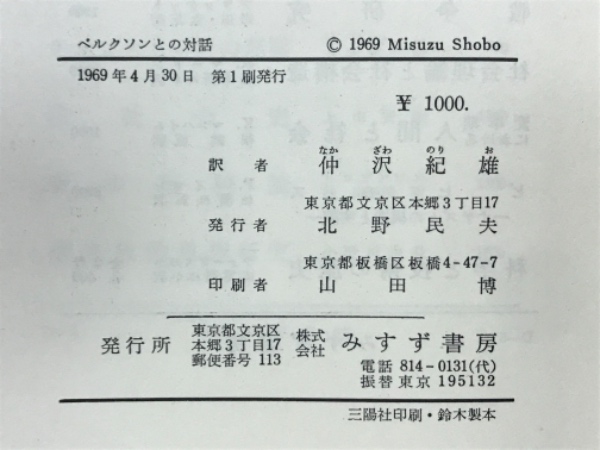 ベルクソンとの対話 © 1969 Misuzu Shobo
1969年4月30日 第1刷発行
¥ 1000.
なか ざわ のり お
訳者 仲沢紀雄
東京都文京区本郷3丁目17
発行者 北野民夫
東京都板橋区板橋4-47-7
印刷者 山田博
発行所 東京都文京区本郷3丁目17郵便番号113 株式会社 みすず書房
電話 814-0131(代)
振替 東京 195132
三陽社印刷・鈴木製本